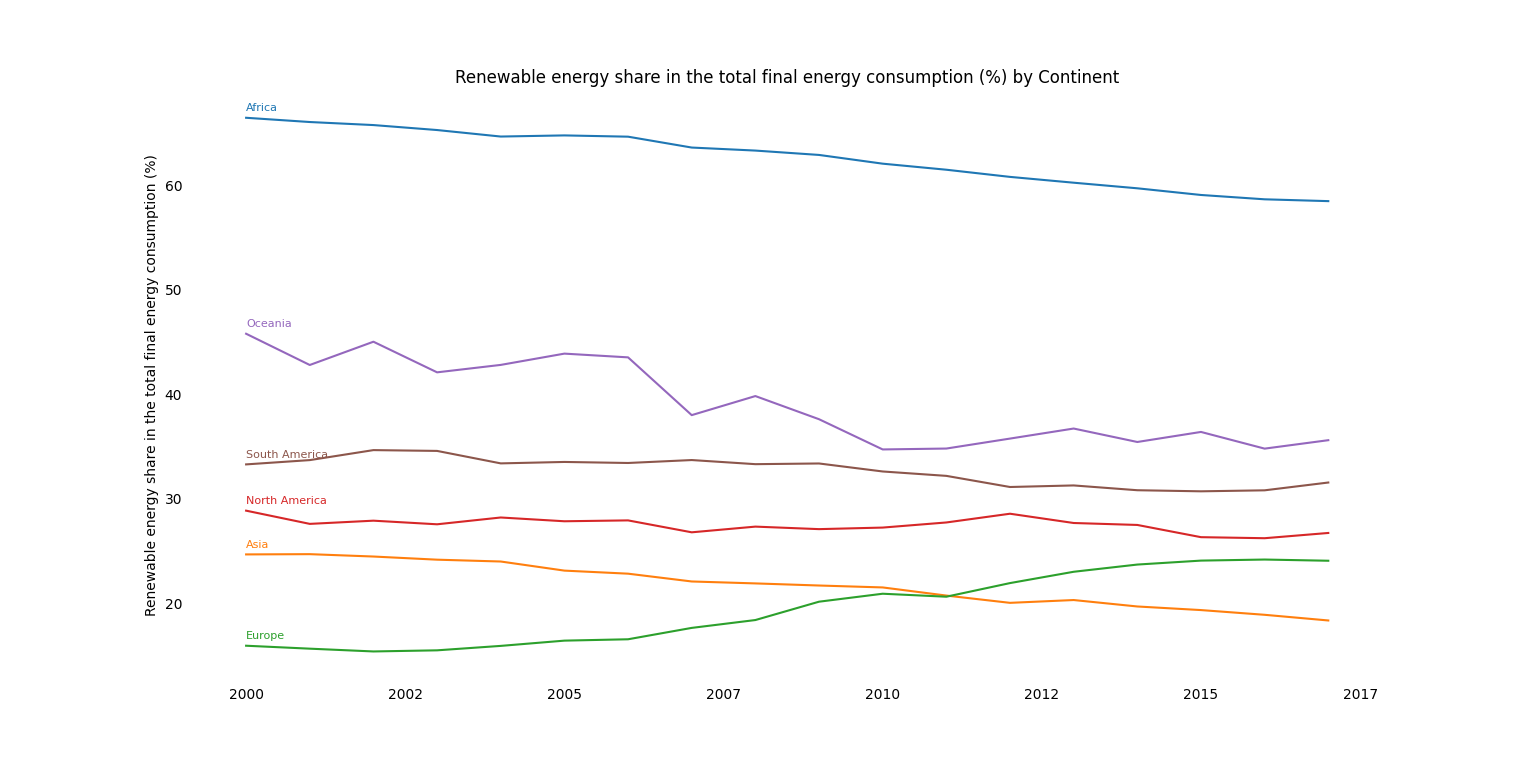 Renewable energy share in the total final energy consumption (%) by Continent
Renewable energy share in the total final energy consumption (%)
60
50
40
30
20
Africa
Oceania
South America
North America
Asia
Europe
2000 2002 2005 2007 2010 2012 2015 2017